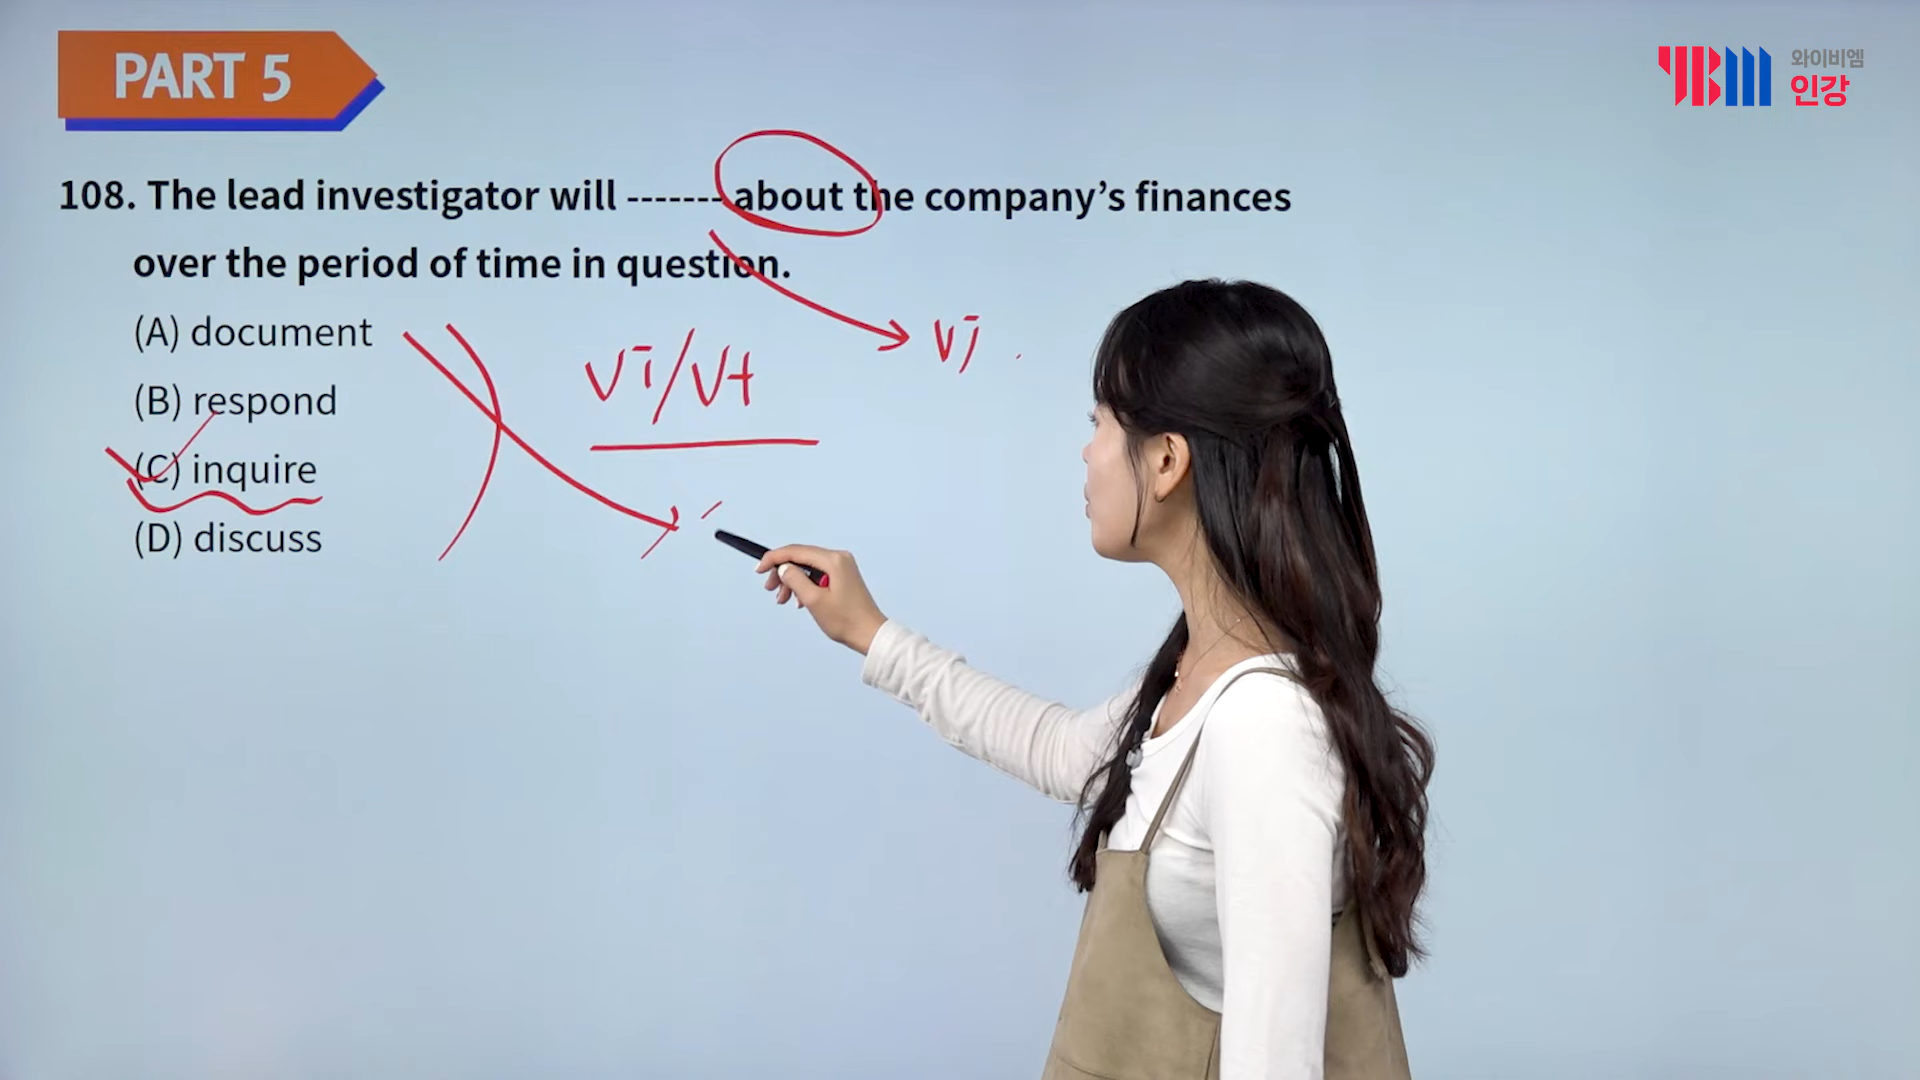 PART 5
YBM 와이비엠
인강
108. The lead investigator will ------- about the company’s finances
over the period of time in question.
(A) document
(B) respond
(C) inquire
(D) discuss
vi/vt
vi